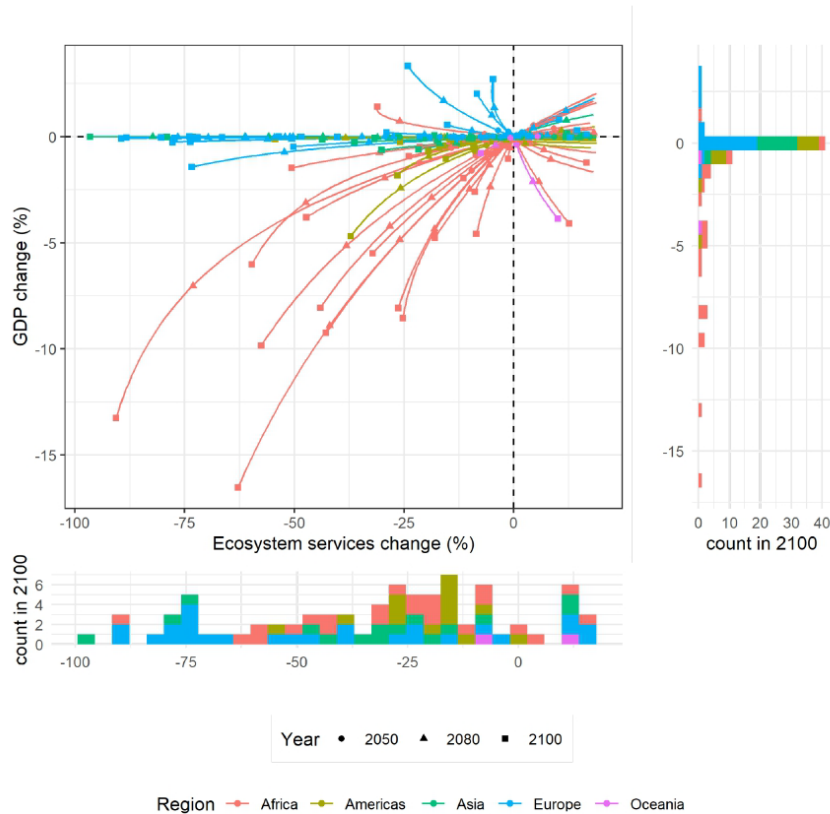 0
-5
-10
-15
GDP change (%)
-100 -75 -50 -25 0
Ecosystem services change (%)
0
-5
-10
-15
0 10 20 30 40
count in 2100
6
4
2
0
count in 2100
-100 -75 -50 -25 0
Year 2050 2080 2100
Region Africa Americas Asia Europe Oceania